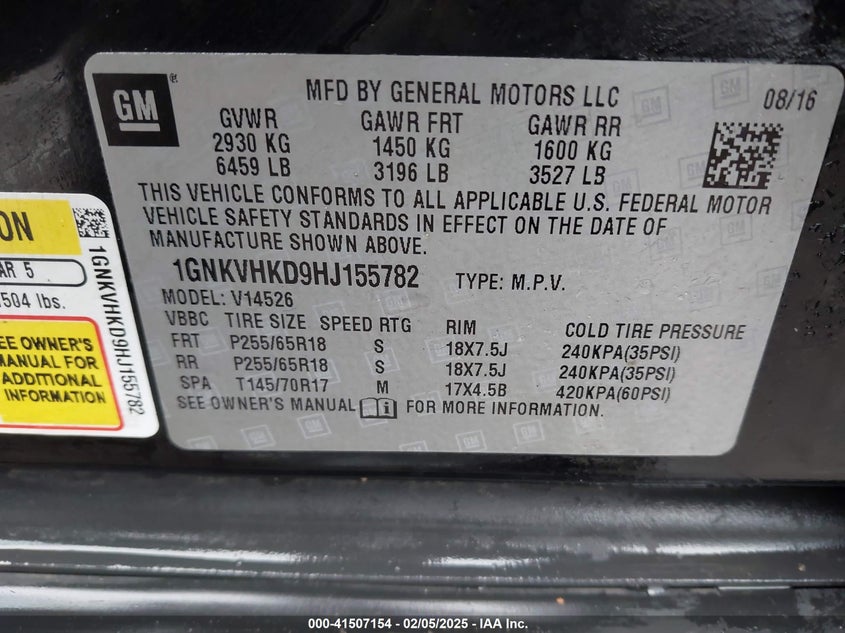 GM
®
MFD BY GENERAL MOTORS LLC
08/16
GVWR GAWR FRT GAWR RR
2930 KG 1450 KG 1600 KG
6459 LB 3196 LB 3527 LB
THIS VEHICLE CONFORMS TO ALL APPLICABLE U.S. FEDERAL MOTOR
VEHICLE SAFETY STANDARDS IN EFFECT ON THE DATE OF
MANUFACTURE SHOWN ABOVE.
1GNKVHKD9HJ155782 TYPE: M.P.V.
MODEL: V14526
VBBC TIRE SIZE SPEED RTG RIM COLD TIRE PRESSURE
FRT P255/65R18 S 18X7.5J 240KPA(35PSI)
RR P255/65R18 S 18X7.5J 240KPA(35PSI)
SPA T145/70R17 M 17X4.5B 420KPA(60PSI)
SEE OWNER'S MANUAL FOR MORE INFORMATION.
ON
AR 5
504 lbs.
EE OWNER'S
MANUAL FOR
ADDITIONAL
INFORMATION
1GNKVHKD9HJ155782
000-41507154 - 02/05/2025 - IAA Inc.